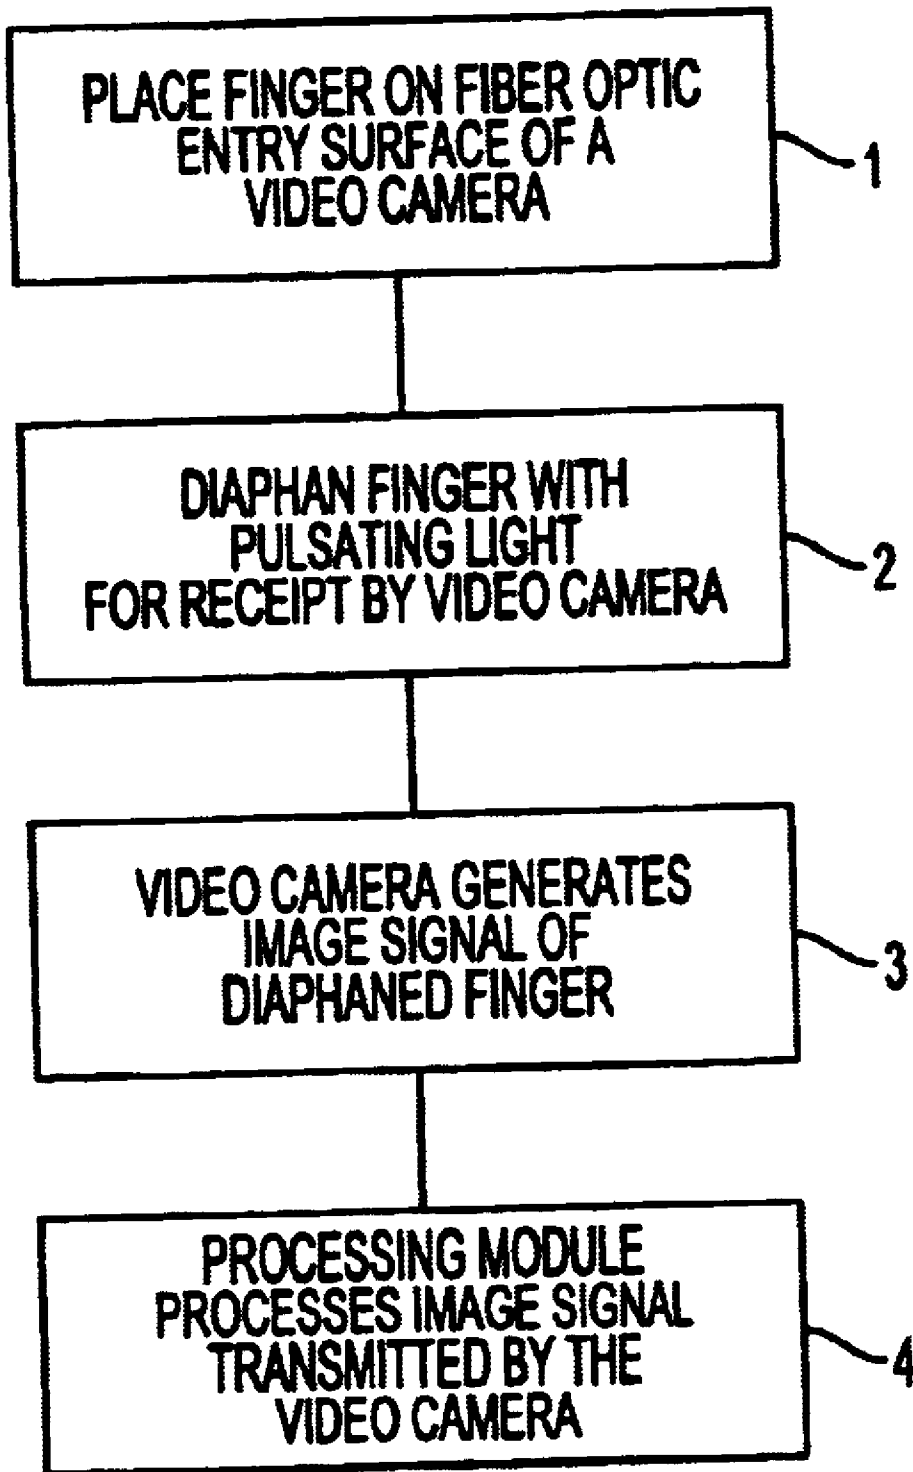 PLACE FINGER ON FIBER OPTIC
ENTRY SURFACE OF A
VIDEO CAMERA
1
DIAPHAN FINGER WITH
PULSATING LIGHT
FOR RECEIPT BY VIDEO CAMERA
2
VIDEO CAMERA GENERATES
IMAGE SIGNAL OF
DIAPHANED FINGER
3
PROCESSING MODULE
PROCESSES IMAGE SIGNAL
TRANSMITTED BY THE
VIDEO CAMERA
4